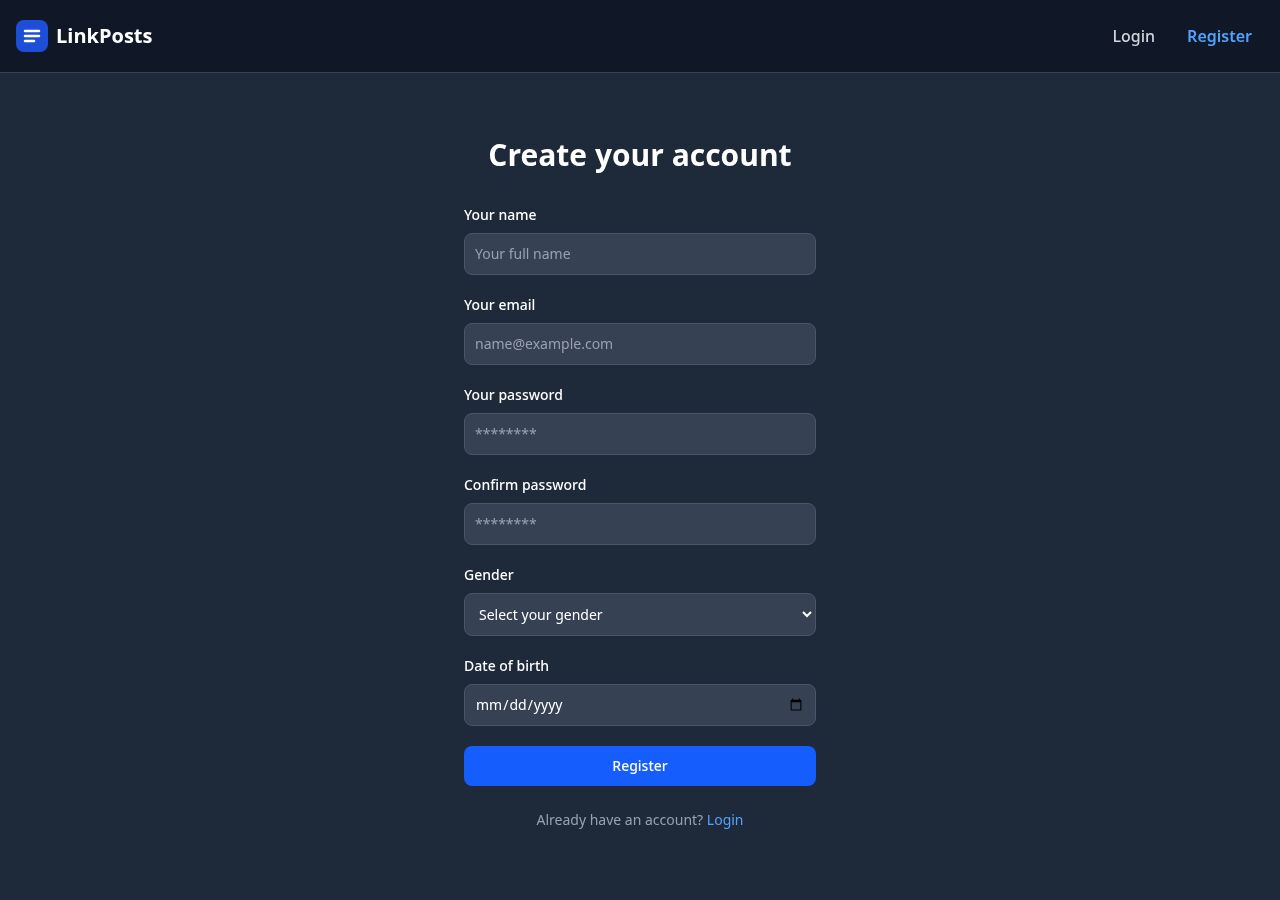 LinkPosts
Login
Register
Create your account
Your name
Your full name
Your email
name@example.com
Your password
********
Confirm password
********
Gender
Select your gender
Date of birth
mm/dd/yyyy
Register
Already have an account? Login